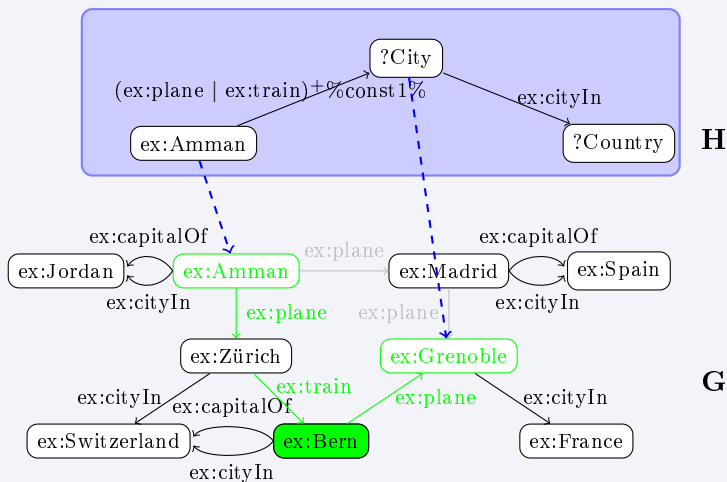 ?City
(ex:plane | ex:train)+%const1%
ex:cityIn
ex:Amman
?Country
H
ex:capitalOf
ex:plane
ex:capitalOf
ex:Jordan
ex:Amman
ex:Madrid
ex:Spain
ex:cityIn
ex:plane
ex:plane
ex:cityIn
ex:Zürich
ex:Grenoble
G
ex:cityIn
ex:train
ex:plane
ex:cityIn
ex:capitalOf
ex:Switzerland
ex:Bern
ex:France
ex:cityIn